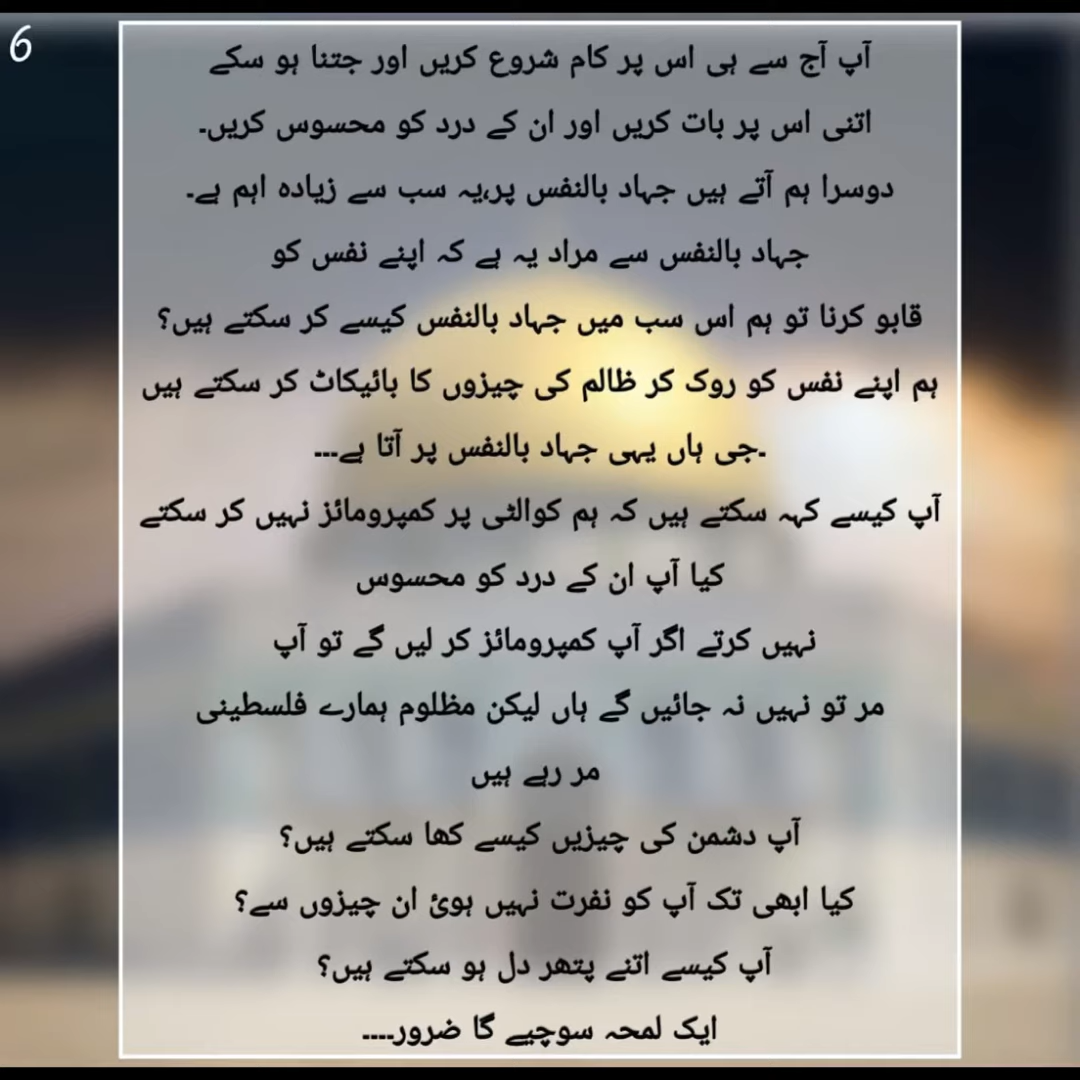 6
آپ آج سے ہی اس پر کام شروع کریں اور جتنا ہو سکے
اتنی اس پر بات کریں اور ان کے درد کو محسوس کریں۔
دوسرا ہم آتے ہیں جہاد بالنفس پر،یہ سب سے زیادہ اہم ہے۔
جہاد بالنفس سے مراد یہ ہے کہ اپنے نفس کو
قابو کرنا تو ہم اس سب میں جہاد بالنفس کیسے کر سکتے ہیں؟
ہم اپنے نفس کو روک کر ظالم کی چیزوں کا بائیکاٹ کر سکتے ہیں
۔جی ہاں یہی جہاد بالنفس پر آتا ہے۔۔۔
آپ کیسے کہہ سکتے ہیں کہ ہم کوالٹی پر کمپرومائز نہیں کر سکتے
کیا آپ ان کے درد کو محسوس
نہیں کرتے اگر آپ کمپرومائز کر لیں گے تو آپ
مر تو نہیں نہ جائیں گے ہاں لیکن مظلوم ہمارے فلسطینی
مر رہے ہیں
آپ دشمن کی چیزیں کیسے کھا سکتے ہیں؟
کیا ابھی تک آپ کو نفرت نہیں ہوئ ان چیزوں سے؟
آپ کیسے اتنے پتھر دل ہو سکتے ہیں؟
ایک لمحہ سوچیے گا ضرور۔۔۔۔